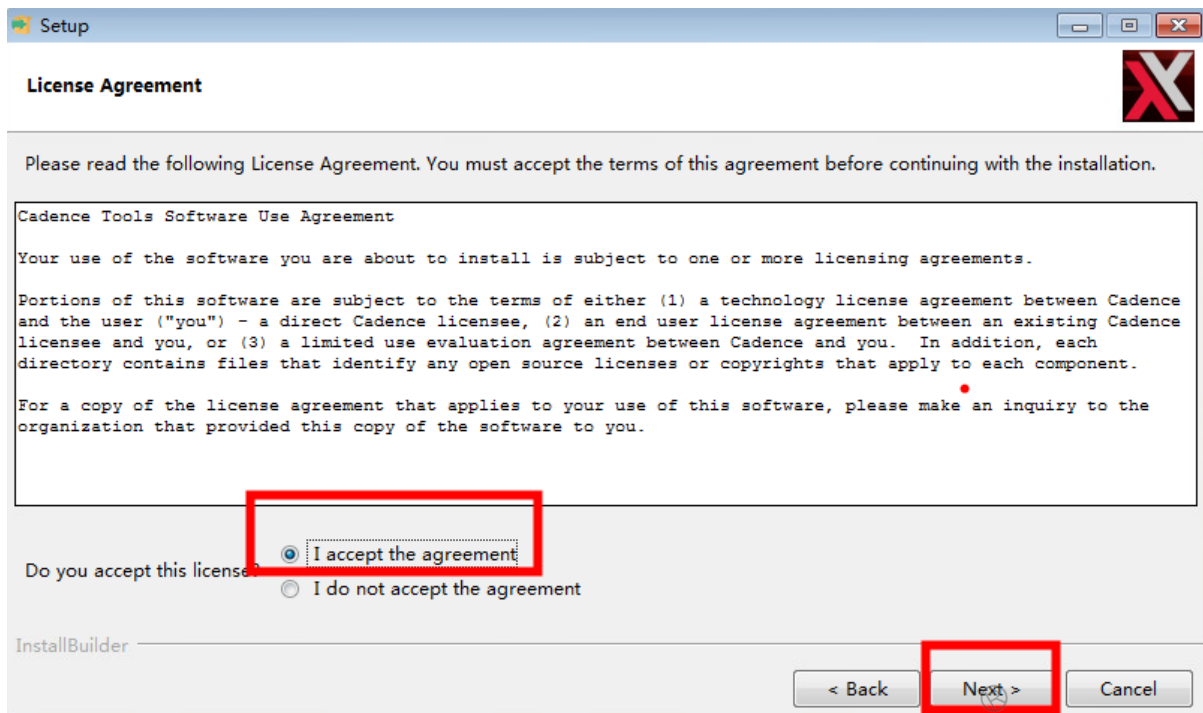 Setup
License Agreement
Please read the following License Agreement. You must accept the terms of this agreement before continuing with the installation.
Cadence Tools Software Use Agreement
Your use of the software you are about to install is subject to one or more licensing agreements.
Portions of this software are subject to the terms of either (1) a technology license agreement between Cadence
and the user ("you") - a direct Cadence licensee, (2) an end user license agreement between an existing Cadence
licensee and you, or (3) a limited use evaluation agreement between Cadence and you.  In addition, each
directory contains files that identify any open source licenses or copyrights that apply to each component.
For a copy of the license agreement that applies to your use of this software, please make an inquiry to the
organization that provided this copy of the software to you.
I accept the agreement
Do you accept this license?
I do not accept the agreement
InstallBuilder
< Back Next > Cancel